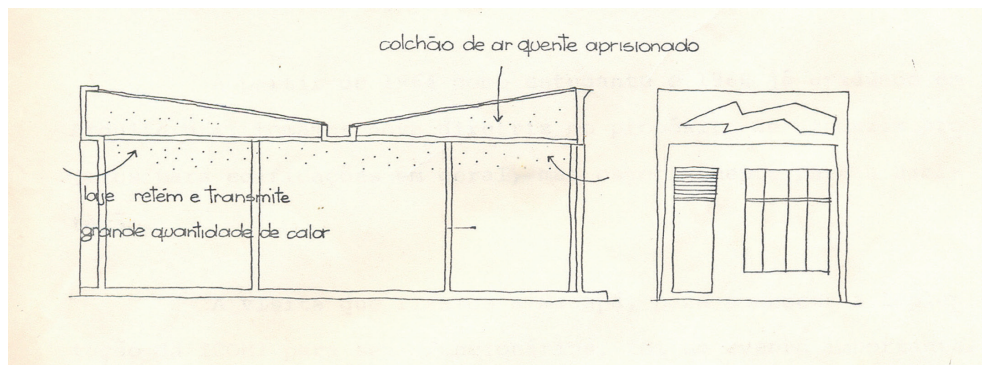 colchão de ar quente aprisionado
laje retém e transmite
grande quantidade de calor